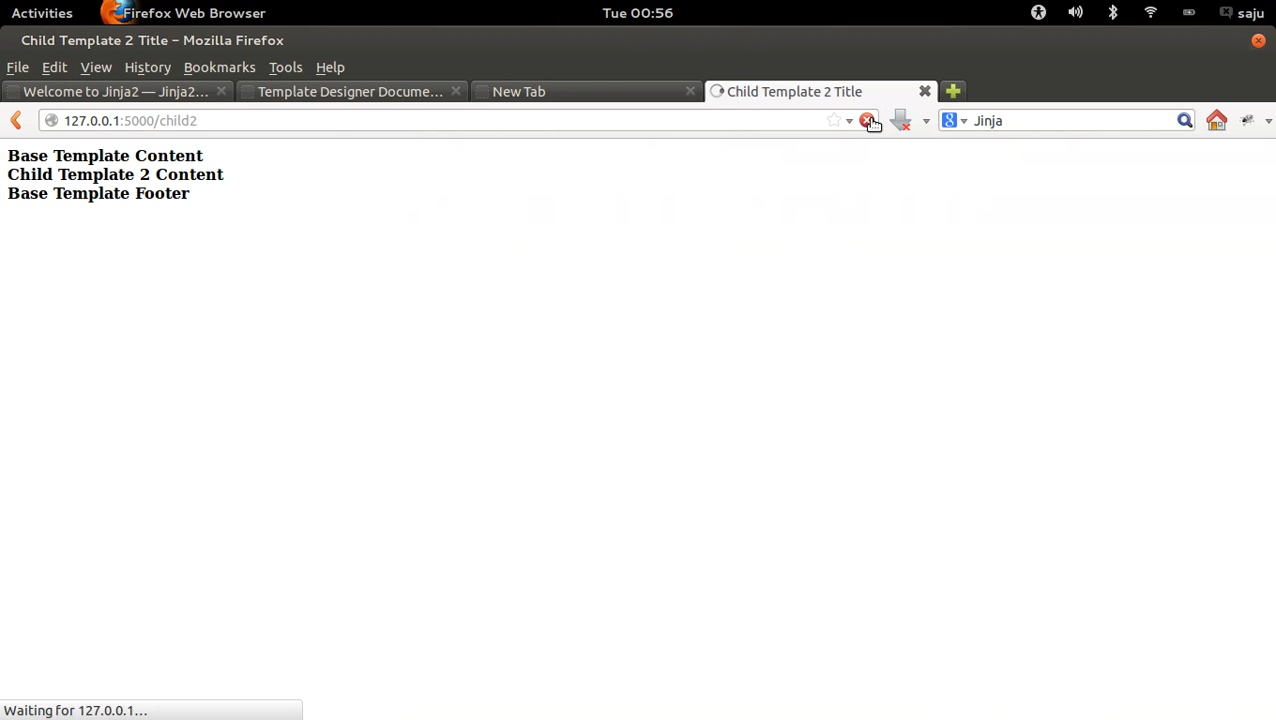 Activities Firefox Web Browser Tue 00:56 saju
Child Template 2 Title - Mozilla Firefox
File Edit View History Bookmarks Tools Help
Welcome to Jinja2 — Jinja2... Template Designer Docume... New Tab Child Template 2 Title
127.0.0.1:5000/child2 8 Jinja
Base Template Content
Child Template 2 Content
Base Template Footer
Waiting for 127.0.0.1...